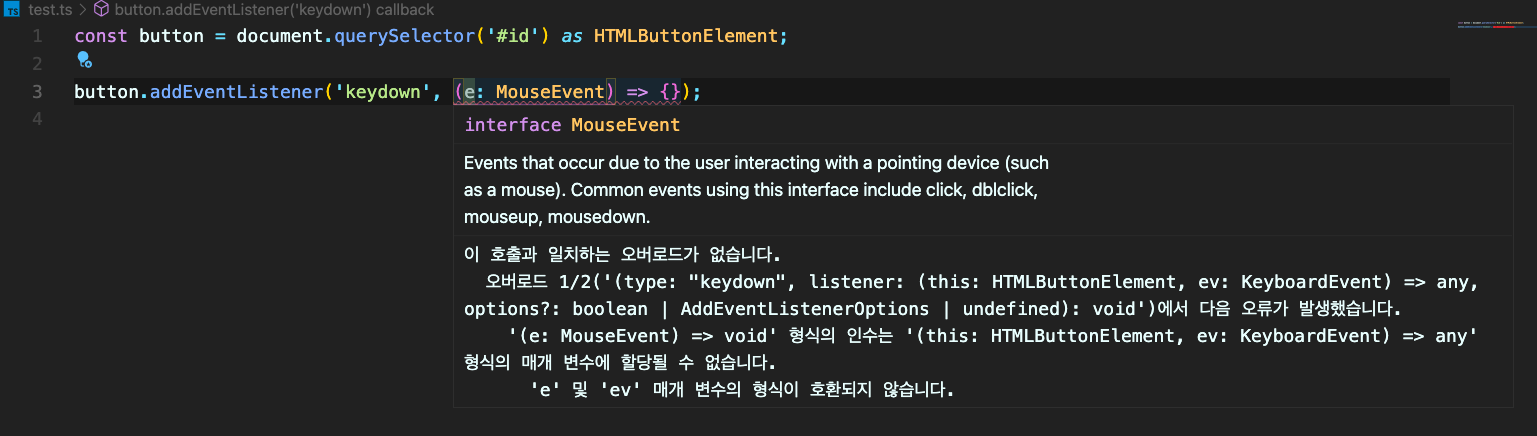 TS test.ts > button.addEventListener('keydown') callback
1 const button = document.querySelector('#id') as HTMLButtonElement;
2
3 button.addEventListener('keydown', (e: MouseEvent) => {});
4
interface MouseEvent
Events that occur due to the user interacting with a pointing device (such
as a mouse). Common events using this interface include click, dblclick,
mouseup, mousedown.
이 호출과 일치하는 오버로드가 없습니다.
오버로드 1/2('(type: "keydown", listener: (this: HTMLButtonElement, ev: KeyboardEvent) => any,
options?: boolean | AddEventListenerOptions | undefined): void')에서 다음 오류가 발생했습니다.
'(e: MouseEvent) => void' 형식의 인수는 '(this: HTMLButtonElement, ev: KeyboardEvent) => any'
형식의 매개 변수에 할당될 수 없습니다.
'e' 및 'ev' 매개 변수의 형식이 호환되지 않습니다.